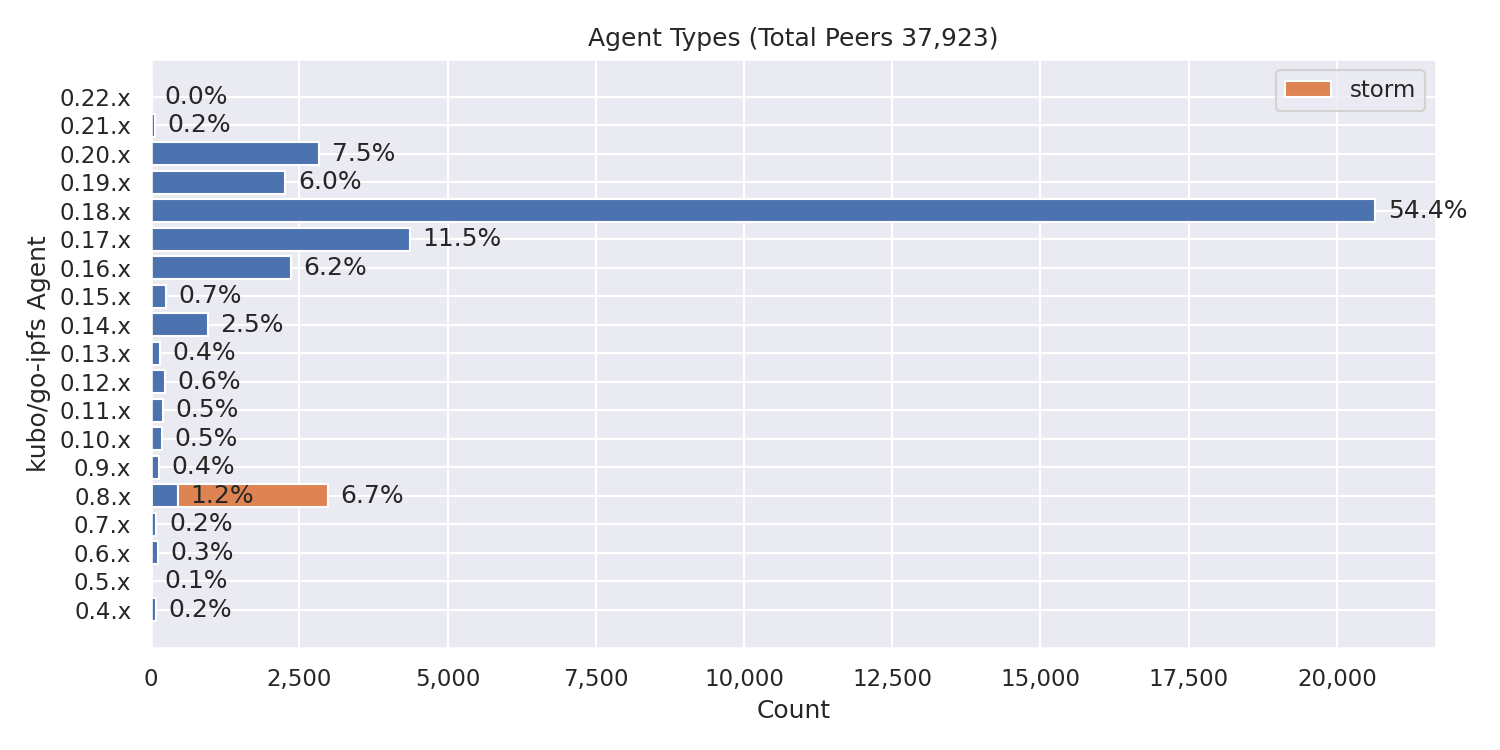 Agent Types (Total Peers 37,923)
storm
kubo/go-ipfs Agent
0.22.x 0.0%
0.21.x 0.2%
0.20.x 7.5%
0.19.x 6.0%
0.18.x 54.4%
0.17.x 11.5%
0.16.x 6.2%
0.15.x 0.7%
0.14.x 2.5%
0.13.x 0.4%
0.12.x 0.6%
0.11.x 0.5%
0.10.x 0.5%
0.9.x 0.4%
0.8.x 1.2% 6.7%
0.7.x 0.2%
0.6.x 0.3%
0.5.x 0.1%
0.4.x 0.2%
0 2,500 5,000 7,500 10,000 12,500 15,000 17,500 20,000
Count